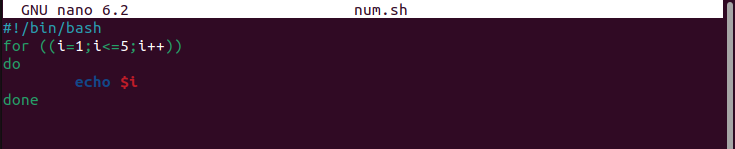 GNU nano 6.2 num.sh
#!/bin/bash
for ((i=1;i<=5;i++))
do
        echo $i
done